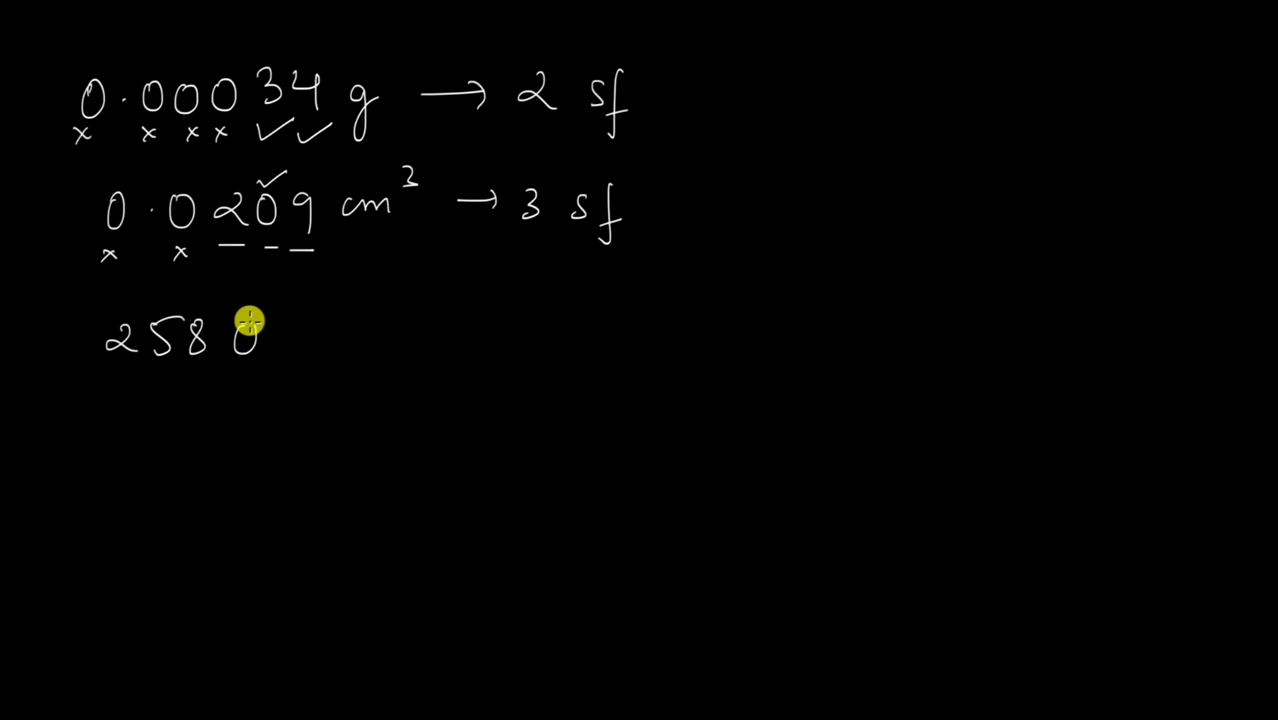 0.00034 g → 2 sf
x x x x ✓ ✓
✓
0.0209 cm³ → 3 sf
x x
2580